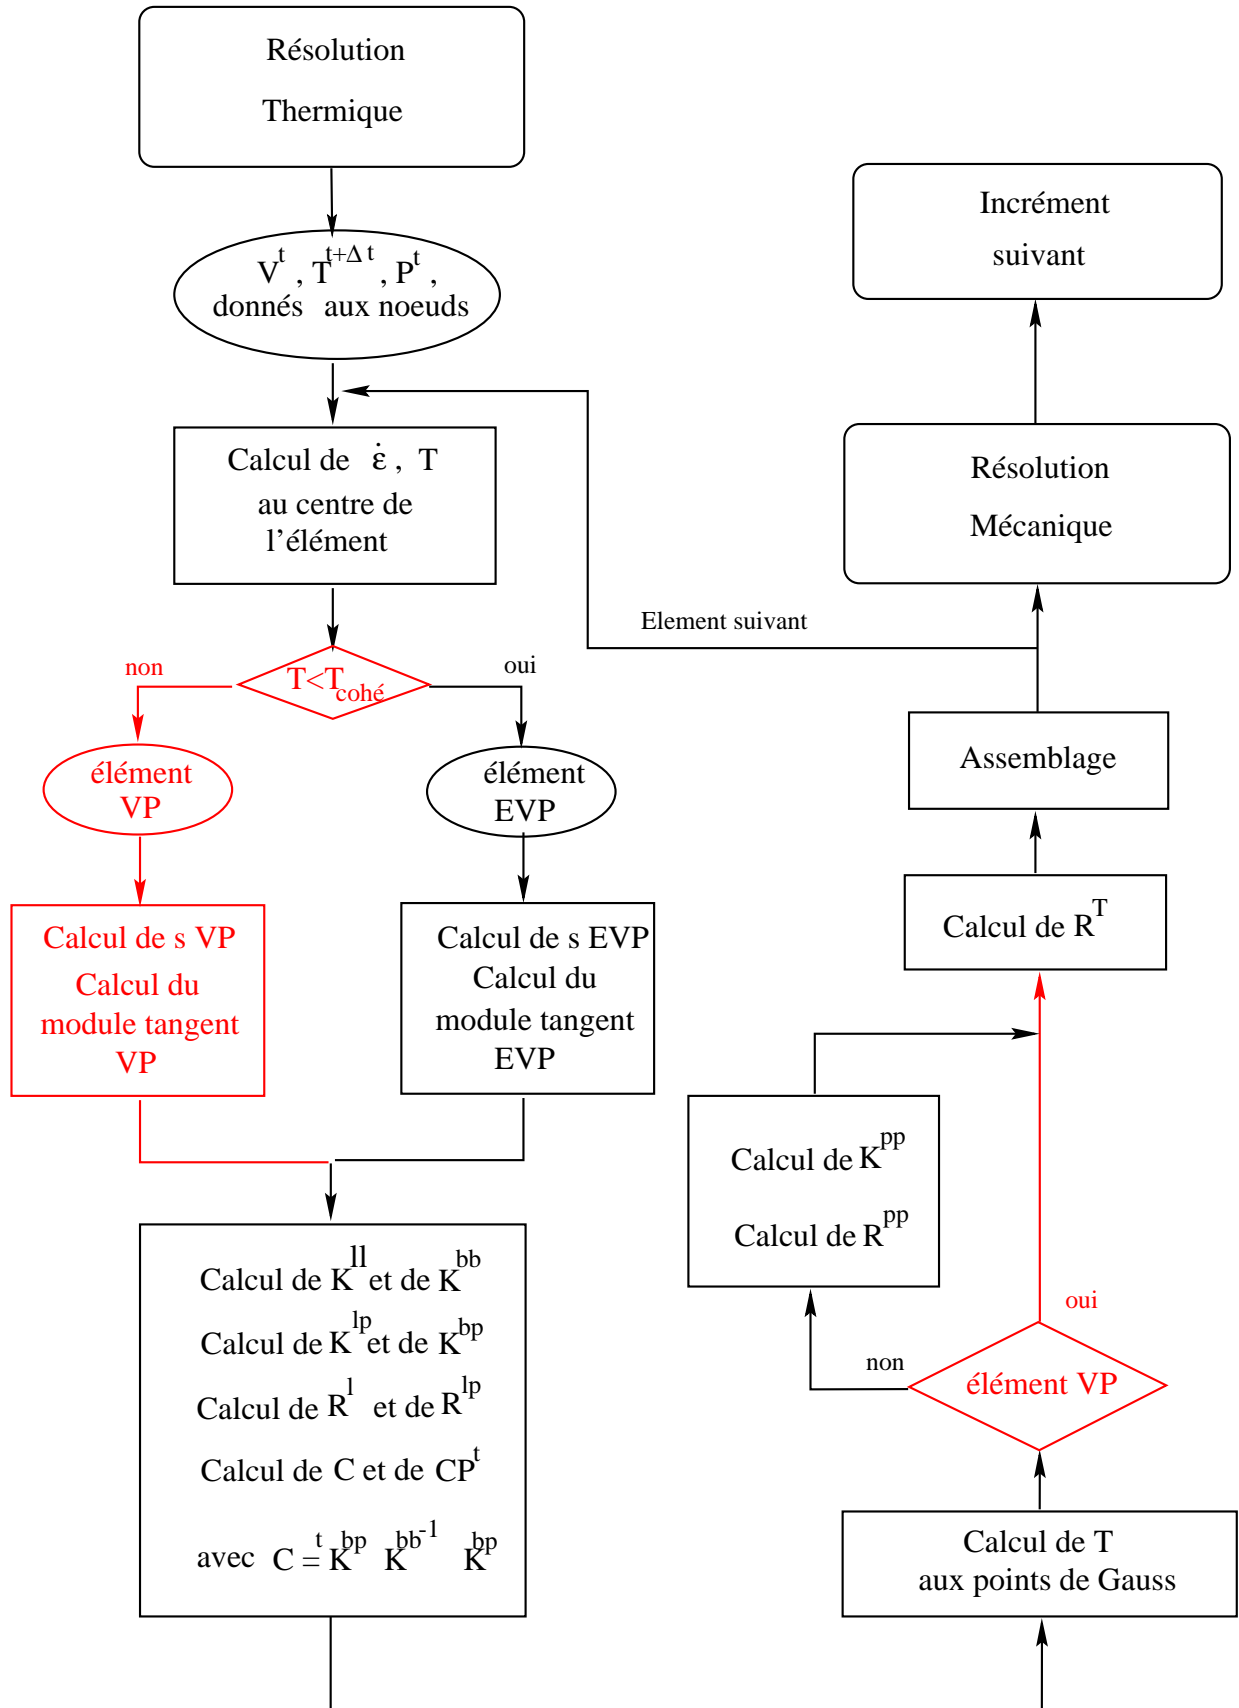 Résolution
Thermique
V^t , T^{t+Δ t} , P^t ,
donnés aux noeuds
Calcul de ε̇ , T
au centre de
l'élément
T<T_{cohé}
non
oui
élément
VP
élément
EVP
Calcul de s VP
Calcul du
module tangent
VP
Calcul de s EVP
Calcul du
module tangent
EVP
Calcul de K^{ll} et de K^{bb}
Calcul de K^{lp} et de K^{bp}
Calcul de R^l et de R^{lp}
Calcul de C et de CP^t
avec C = ^t K^{bp} K^{bb^{-1}} K^{bp}
Calcul de T
aux points de Gauss
élément VP
non
oui
Calcul de K^{pp}
Calcul de R^{pp}
Calcul de R^T
Assemblage
Element suivant
Résolution
Mécanique
Incrément
suivant